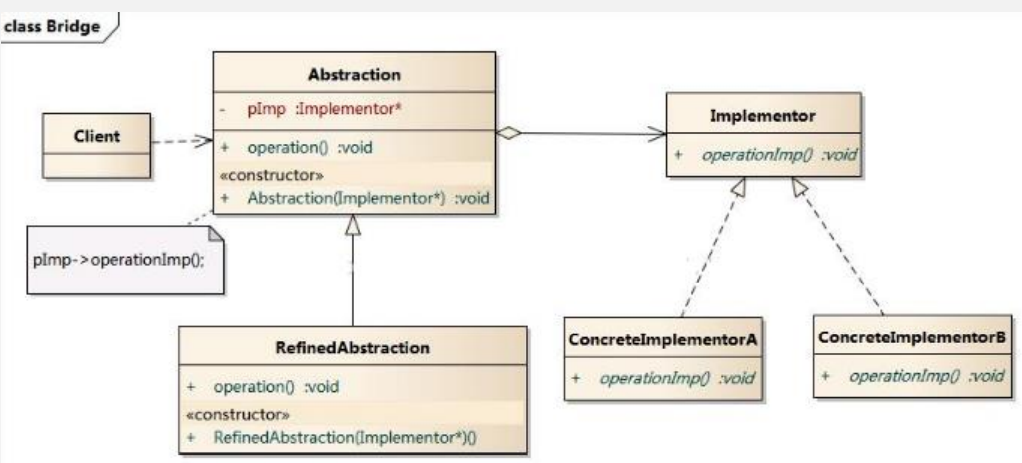 class Bridge
Abstraction
- pImp :Implementor*
+ operation() :void
«constructor»
+ Abstraction(Implementor*) :void
Client
Implementor
+ operationImp() :void
pImp->operationImp();
RefinedAbstraction
+ operation() :void
«constructor»
+ RefinedAbstraction(Implementor*)()
ConcreteImplementorA
+ operationImp() :void
ConcreteImplementorB
+ operationImp() :void